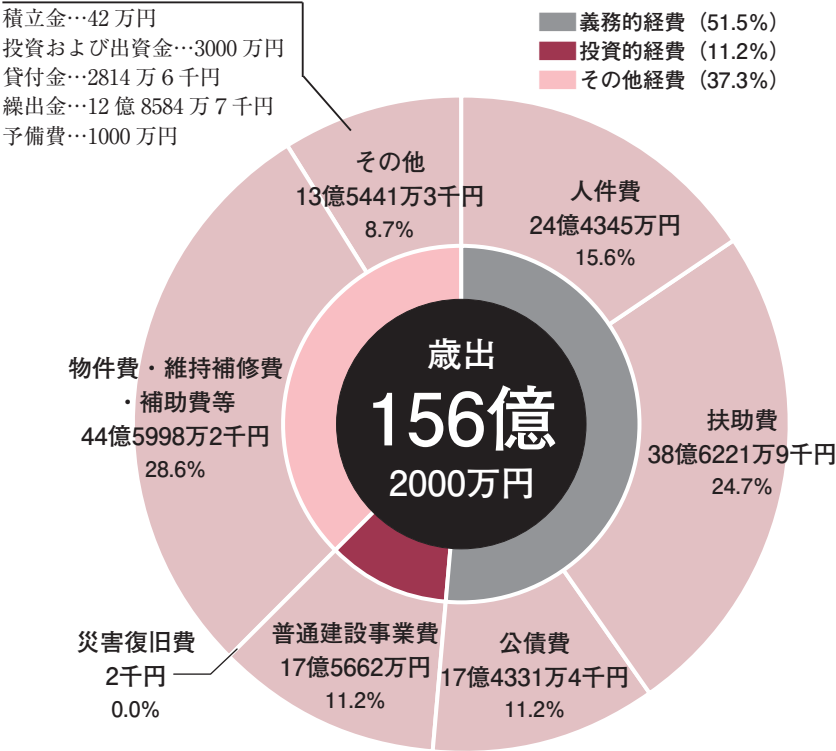 積立金…42万円
投資および出資金…3000万円
貸付金…2814万6千円
繰出金…12億8584万7千円
予備費…1000万円
義務的経費（51.5%）
投資的経費（11.2%）
その他経費（37.3%）
その他
13億5441万3千円
8.7%
人件費
24億4345万円
15.6%
歳出
156億
2000万円
物件費・維持補修費
・補助費等
44億5998万2千円
28.6%
扶助費
38億6221万9千円
24.7%
災害復旧費
2千円
0.0%
普通建設事業費
17億5662万円
11.2%
公債費
17億4331万4千円
11.2%